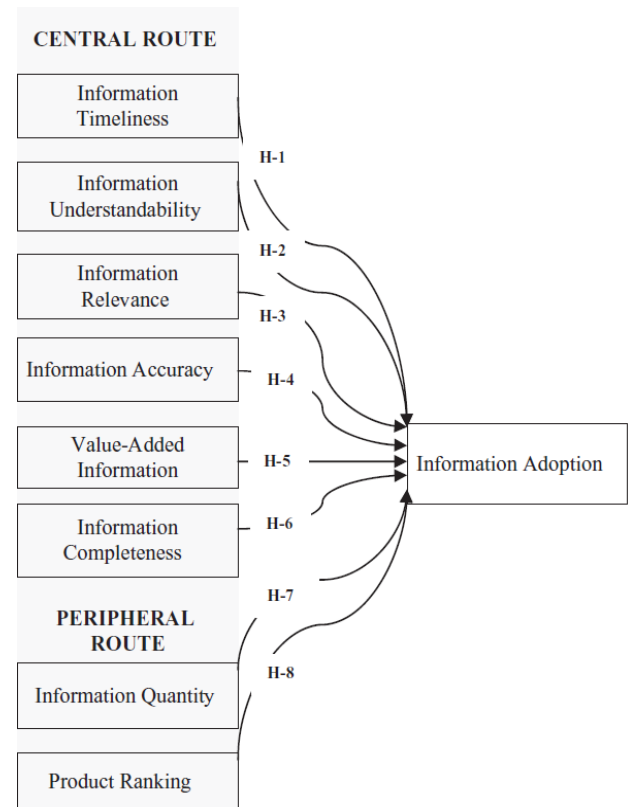 CENTRAL ROUTE
Information
Timeliness
H-1
Information
Understandability
H-2
Information
Relevance
H-3
Information Accuracy
H-4
Value-Added
Information
H-5
Information Adoption
Information
Completeness
H-6
H-7
PERIPHERAL
ROUTE
Information Quantity
H-8
Product Ranking